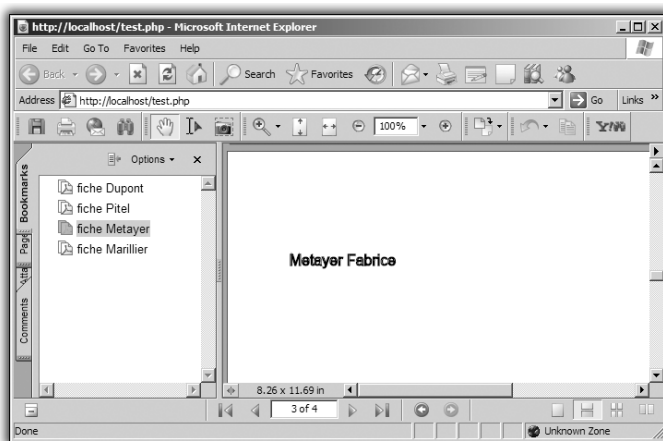 http://localhost/test.php - Microsoft Internet Explorer
File Edit Go To Favorites Help
Back Search Favorites
Address http://localhost/test.php Go Links »
100%
Options x
Bookmarks
fiche Dupont
fiche Pitel
fiche Metayer
fiche Marillier
Page
Atta
Comments
Metayer Fabrice
8.26 x 11.69 in
3 of 4
Done Unknown Zone